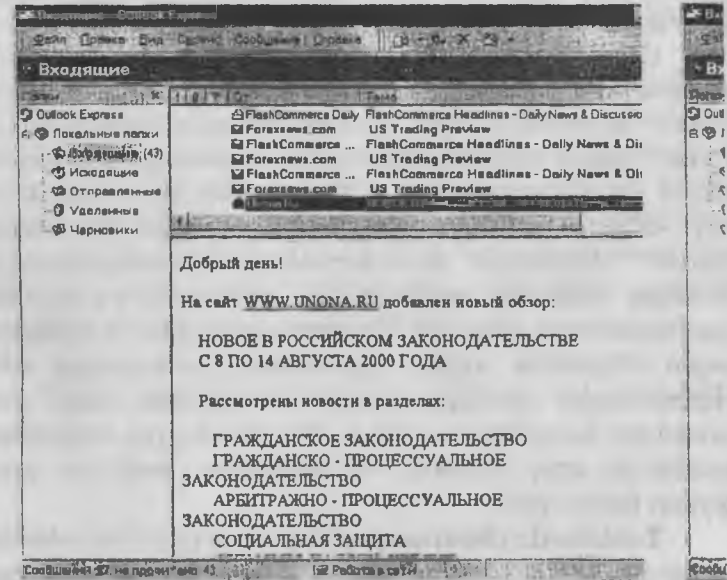 Входящие - Outlook Express
Файл Правка Вид Сервис Сообщение Справка
Входящие
Папки
От Тема
Outlook Express
Локальные папки
Входящие (43)
Исходящие
Отправленные
Удаленные
Черновики
FlashCommerce Daily FlashCommerce Headlines - Daily News & Discussio
Forexnews.com US Trading Preview
FlashCommerce ... FlashCommerce Headlines - Daily News & Di
Forexnews.com US Trading Preview
FlashCommerce ... FlashCommerce Headlines - Daily News & Di
Forexnews.com US Trading Preview
Добрый день!
На сайт WWW.UNONA.RU добавлен новый обзор:
НОВОЕ В РОССИЙСКОМ ЗАКОНОДАТЕЛЬСТВЕ
С 8 ПО 14 АВГУСТА 2000 ГОДА
Рассмотрены новости в разделах:
ГРАЖДАНСКОЕ ЗАКОНОДАТЕЛЬСТВО
ГРАЖДАНСКО - ПРОЦЕССУАЛЬНОЕ
ЗАКОНОДАТЕЛЬСТВО
АРБИТРАЖНО - ПРОЦЕССУАЛЬНОЕ
ЗАКОНОДАТЕЛЬСТВО
СОЦИАЛЬНАЯ ЗАЩИТА
Работа в сети